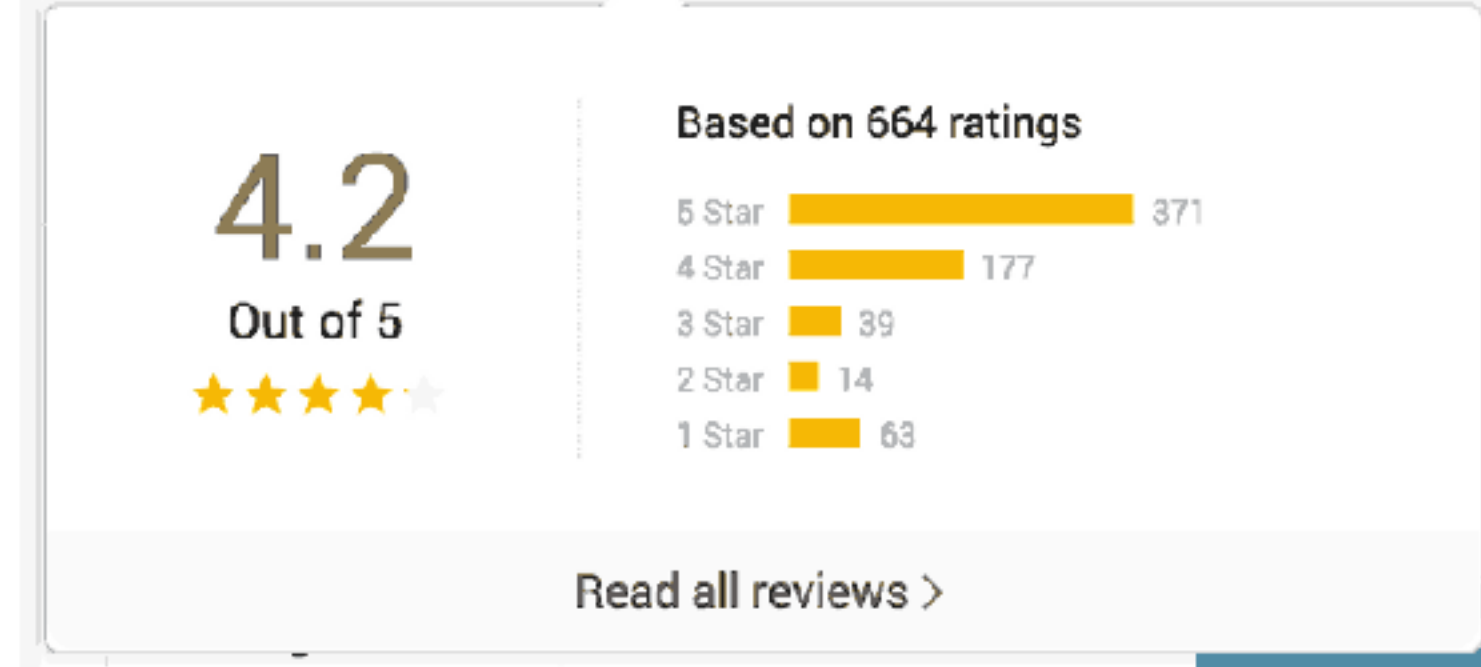 4.2
Out of 5
Based on 664 ratings
5 Star 371
4 Star 177
3 Star 39
2 Star 14
1 Star 63
Read all reviews >